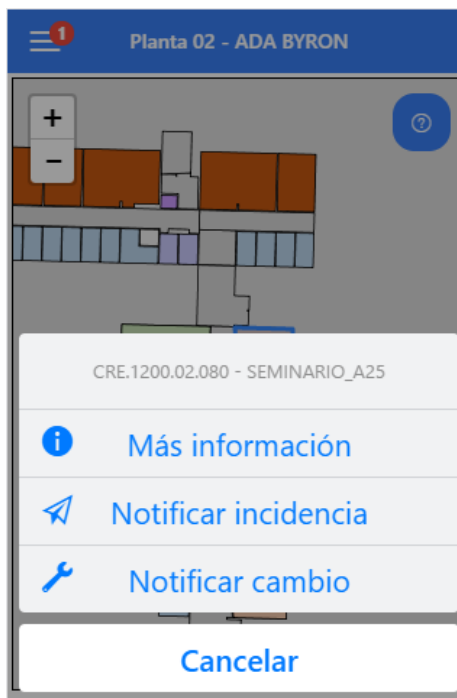 1
Planta 02 - ADA BYRON
+
−
?
CRE.1200.02.080 - SEMINARIO_A25
Más información
Notificar incidencia
Notificar cambio
Cancelar